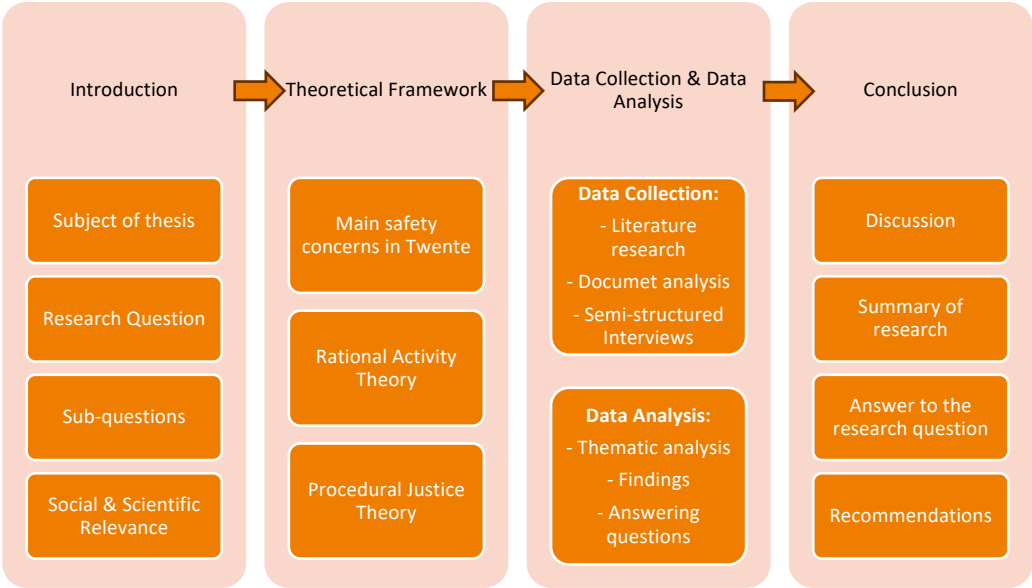 Introduction
Subject of thesis
Research Question
Sub-questions
Social & Scientific
Relevance
Theoretical Framework
Main safety
concerns in Twente
Rational Activity
Theory
Procedural Justice
Theory
Data Collection & Data
Analysis
Data Collection:
- Literature
research
- Documet analysis
- Semi-structured
Interviews
Data Analysis:
- Thematic analysis
- Findings
- Answering
questions
Conclusion
Discussion
Summary of
research
Answer to the
research question
Recommendations